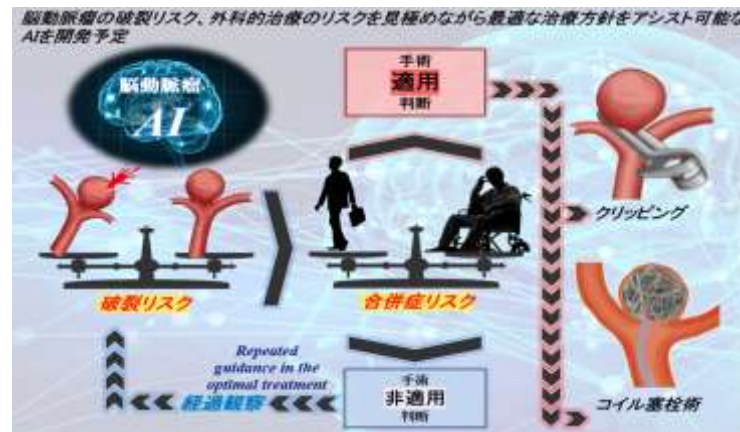 脳動脈瘤の破裂リスク、外科的治療のリスクを見極めながら最適な治療方針をアシスト可能な
AIを開発予定
脳動脈瘤
AI
手術
適用
判断
クリッピング
破裂リスク
合併症リスク
Repeated
guidance in the
optimal treatment
経過観察
手術
非適用
判断
コイル塞栓術